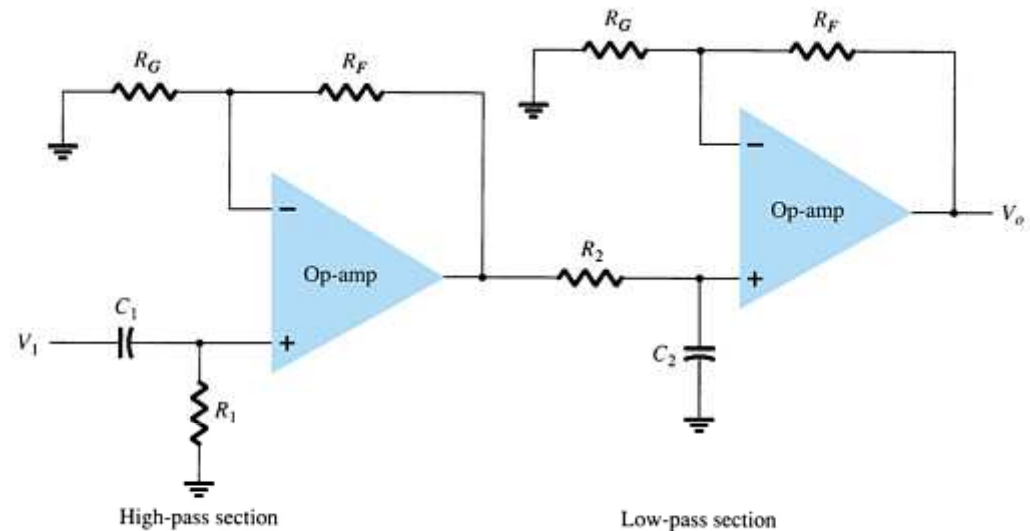 R_G
R_F
R_G
R_F
−
Op-amp
+
V_o
−
Op-amp
R_2
+
C_1
V_1
R_1
C_2
High-pass section
Low-pass section